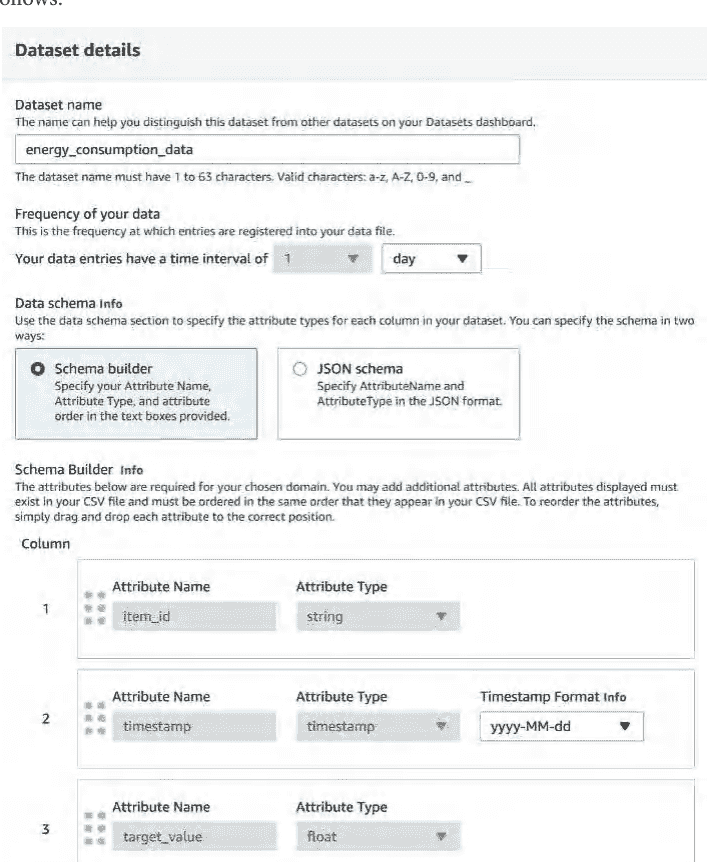 ollows:
Dataset details
Dataset name
The name can help you distinguish this dataset from other datasets on your Datasets dashboard.
energy_consumption_data
The dataset name must have 1 to 63 characters. Valid characters: a-z, A-Z, 0-9, and _
Frequency of your data
This is the frequency at which entries are registered into your data file.
Your data entries have a time interval of 1 day
Data schema Info
Use the data schema section to specify the attribute types for each column in your dataset. You can specify the schema in two
ways:
Schema builder
Specify your Attribute Name,
Attribute Type, and attribute
order in the text boxes provided.
JSON schema
Specify AttributeName and
AttributeType in the JSON format.
Schema Builder Info
The attributes below are required for your chosen domain. You may add additional attributes. All attributes displayed must
exist in your CSV file and must be ordered in the same order that they appear in your CSV file. To reorder the attributes,
simply drag and drop each attribute to the correct position.
Column
Attribute Name Attribute Type
1 item_id string
Attribute Name Attribute Type Timestamp Format Info
2 timestamp timestamp yyyy-MM-dd
Attribute Name Attribute Type
3 target_value float